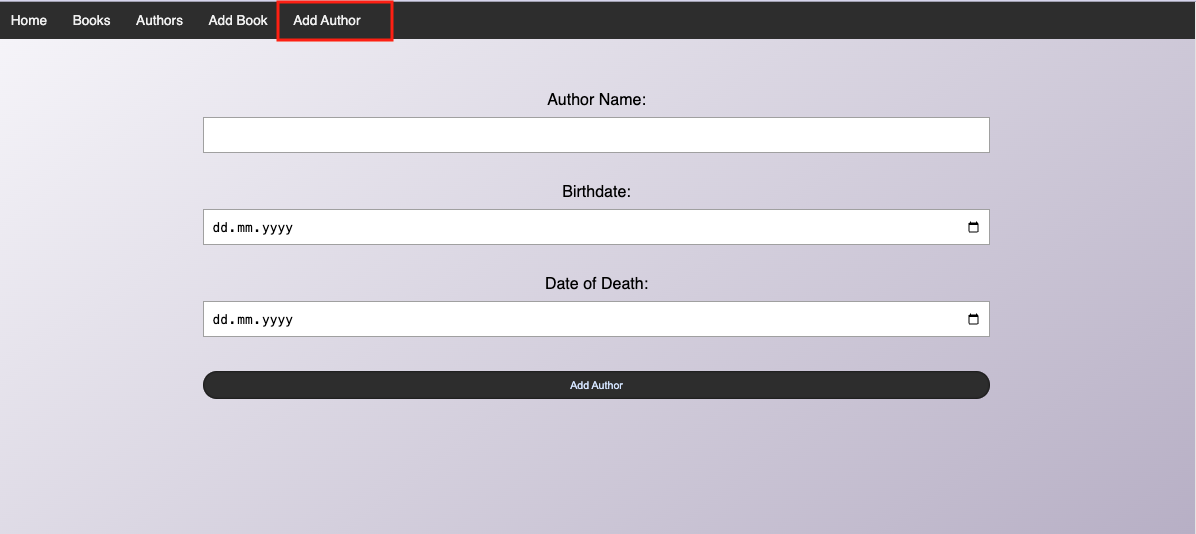 Home Books Authors Add Book Add Author
Author Name:
Birthdate:
dd.mm.yyyy
Date of Death:
dd.mm.yyyy
Add Author